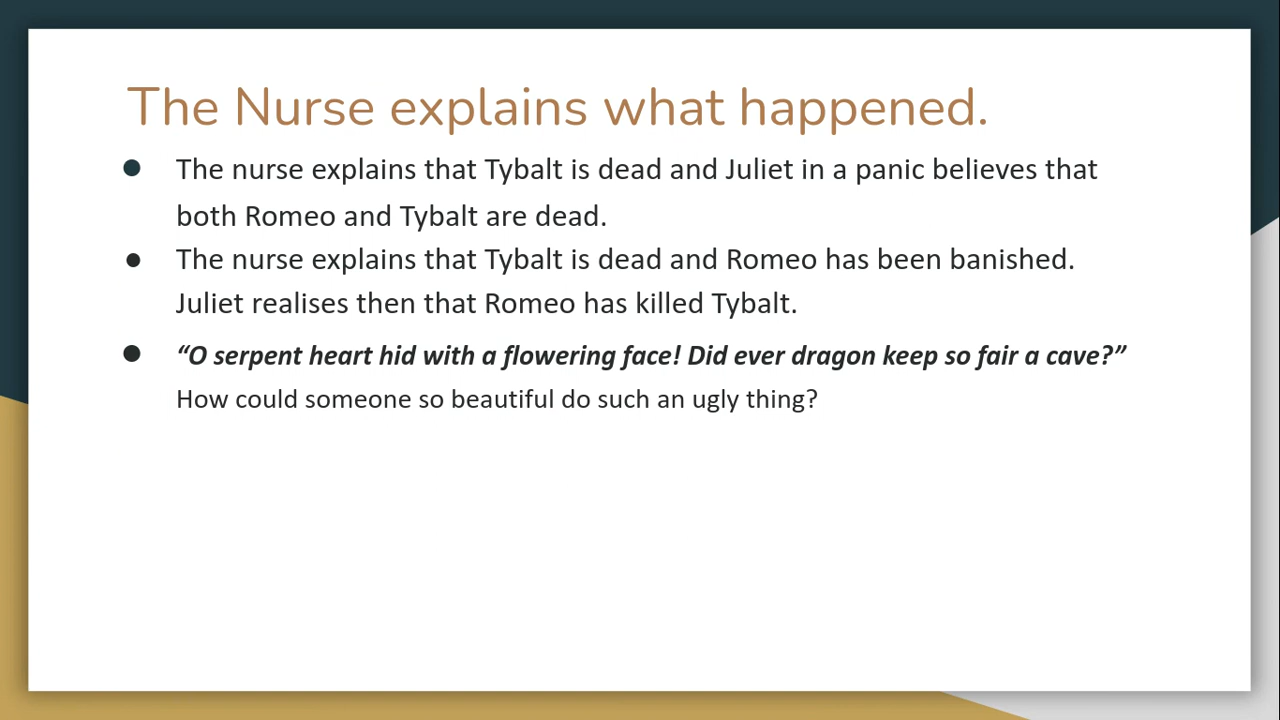 The Nurse explains what happened.
● The nurse explains that Tybalt is dead and Juliet in a panic believes that
both Romeo and Tybalt are dead.
● The nurse explains that Tybalt is dead and Romeo has been banished.
Juliet realises then that Romeo has killed Tybalt.
● “O serpent heart hid with a flowering face! Did ever dragon keep so fair a cave?”
How could someone so beautiful do such an ugly thing?